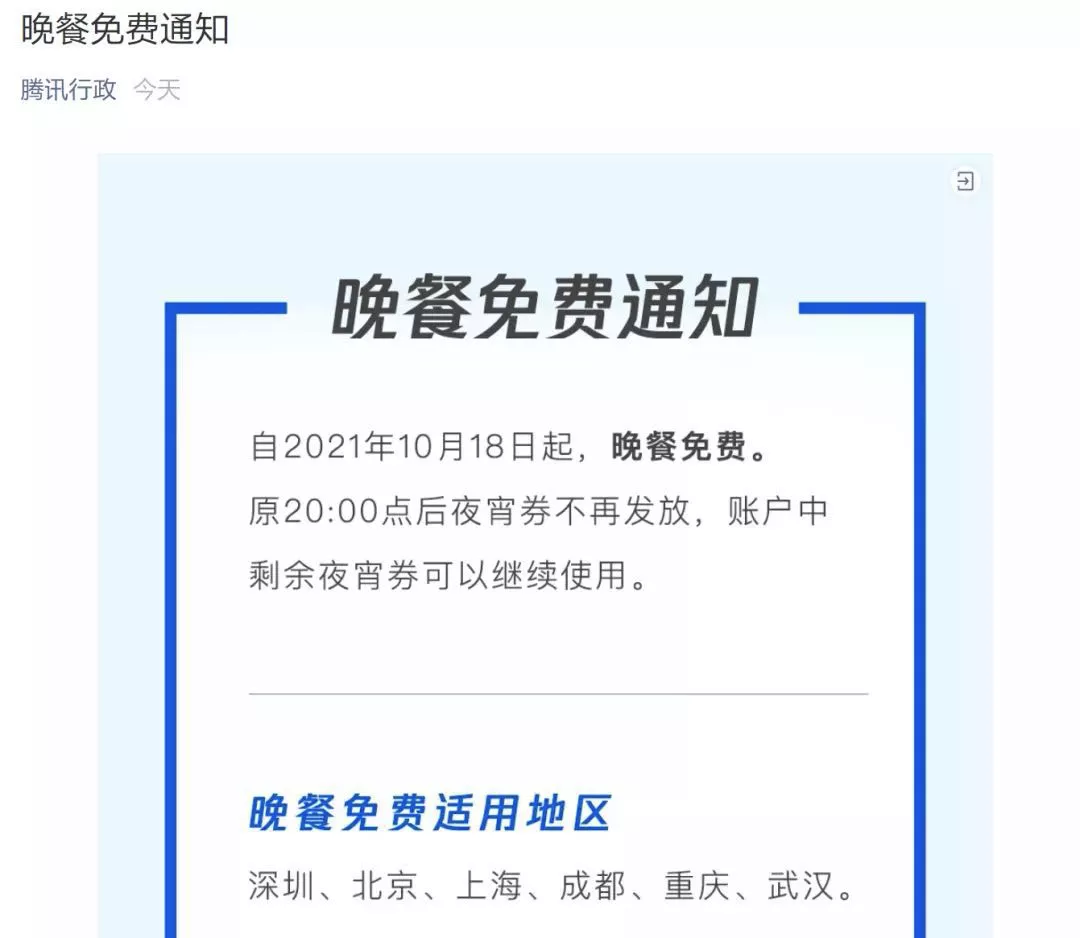 晚餐免费通知
腾讯行政 今天
晚餐免费通知
自2021年10月18日起，晚餐免费。
原20:00点后夜宵券不再发放，账户中
剩余夜宵券可以继续使用。
晚餐免费适用地区
深圳、北京、上海、成都、重庆、武汉。